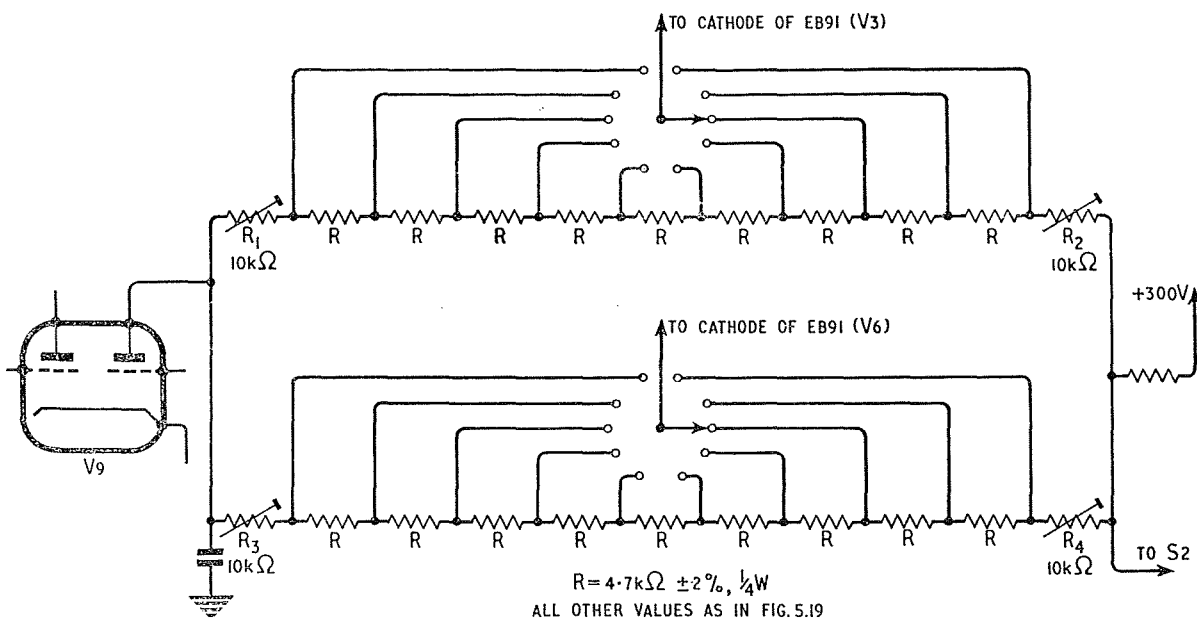 TO CATHODE OF EB91 (V3)
R₁ R R R R R R R R R R₂
10kΩ 10kΩ
+300V
TO CATHODE OF EB91 (V6)
V9
R₃ R R R R R R R R R R₄
10kΩ 10kΩ
TO S2
R = 4·7kΩ ±2%, ¼W
ALL OTHER VALUES AS IN FIG. 5.19